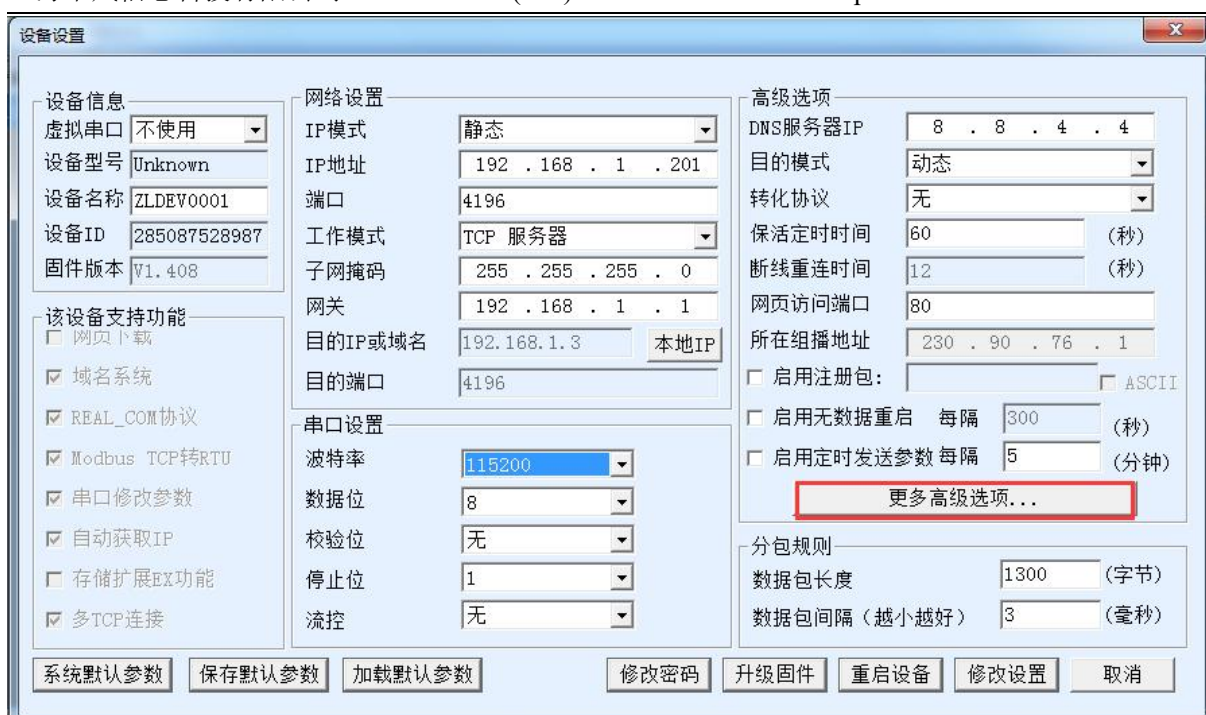 设备设置
设备信息
虚拟串口 不使用
设备型号 Unknown
设备名称 ZLDEV0001
设备ID 285087528987
固件版本 V1.408
该设备支持功能
网页下载
域名系统
REAL_COM协议
Modbus TCP转RTU
串口修改参数
自动获取IP
存储扩展EX功能
多TCP连接
网络设置
IP模式 静态
IP地址 192 . 168 . 1 . 201
端口 4196
工作模式 TCP 服务器
子网掩码 255 . 255 . 255 . 0
网关 192 . 168 . 1 . 1
目的IP或域名 192.168.1.3 本地IP
目的端口 4196
串口设置
波特率 115200
数据位 8
校验位 无
停止位 1
流控 无
高级选项
DNS服务器IP 8 . 8 . 4 . 4
目的模式 动态
转化协议 无
保活定时时间 60 (秒)
断线重连时间 12 (秒)
网页访问端口 80
所在组播地址 230 . 90 . 76 . 1
启用注册包: ASCII
启用无数据重启 每隔 300 (秒)
启用定时发送参数 每隔 5 (分钟)
更多高级选项...
分包规则
数据包长度 1300 (字节)
数据包间隔（越小越好） 3 (毫秒)
系统默认参数 保存默认参数 加载默认参数 修改密码 升级固件 重启设备 修改设置 取消